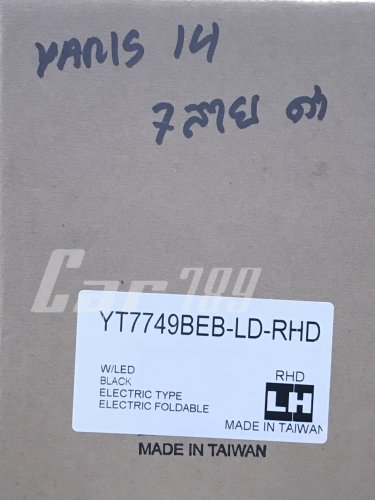 YARIS 14
7 สาย ดำ
Car789
YT7749BEB-LD-RHD
W/LED
BLACK
ELECTRIC TYPE
ELECTRIC FOLDABLE
RHD
LH
MADE IN TAIWAN
MADE IN TAIWAN